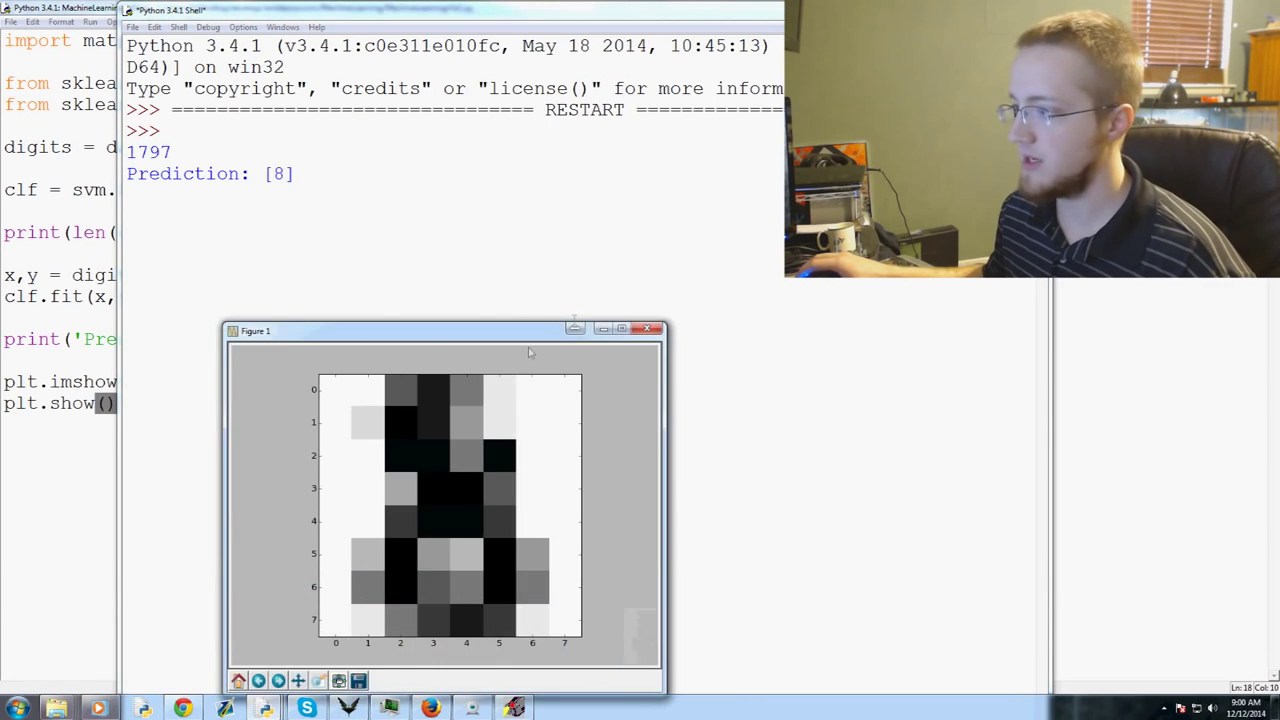 Python 3.4.1: MachineLearnin
File Edit Format Run
import mat
from sklea
from sklea
digits = d
clf = svm.
print(len(
x,y = digi
clf.fit(x,
print('Pre
plt.imshow
plt.show()
*Python 3.4.1 Shell*
File Edit Shell Debug Options Windows Help
Python 3.4.1 (v3.4.1:c0e311e010fc, May 18 2014, 10:45:13)
D64)] on win32
Type "copyright", "credits" or "license()" for more inform
>>> ================================ RESTART =============
>>>
1797
Prediction: [8]
Figure 1
0
1
2
3
4
5
6
7
0 1 2 3 4 5 6 7
Ln: 18 Col: 10
9:00 AM
12/12/2014